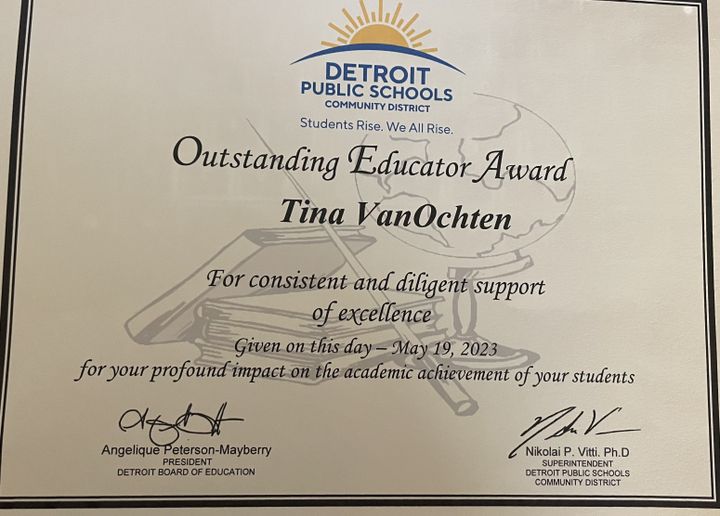 DETROIT
PUBLIC SCHOOLS
COMMUNITY DISTRICT
Students Rise. We All Rise.
Outstanding Educator Award
Tina VanOchten
For consistent and diligent support
of excellence
Given on this day – May 19, 2023
for your profound impact on the academic achievement of your students
Angelique Peterson-Mayberry
PRESIDENT
DETROIT BOARD OF EDUCATION
Nikolai P. Vitti. Ph.D
SUPERINTENDENT
DETROIT PUBLIC SCHOOLS
COMMUNITY DISTRICT